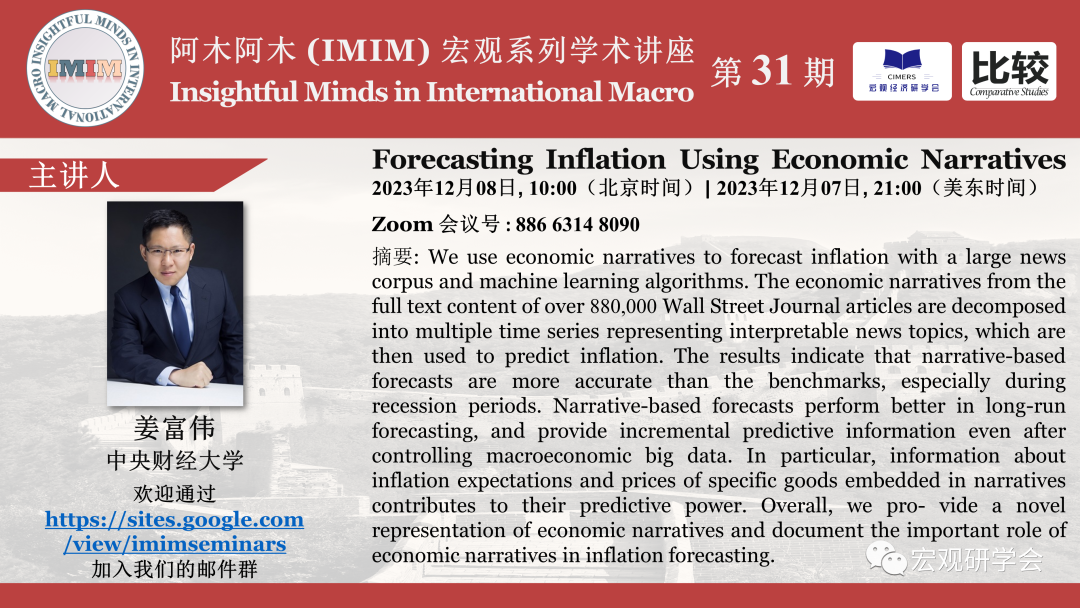 INSIGHTFUL MINDS IN INTERNATIONAL MACRO
IMIM
阿木阿木 (IMIM) 宏观系列学术讲座
Insightful Minds in International Macro
第 31 期
CIMERS
宏观经济研学会
比较
Comparative Studies
主讲人
姜富伟
中央财经大学
欢迎通过
https://sites.google.com
/view/imimseminars
加入我们的邮件群
Forecasting Inflation Using Economic Narratives
2023年12月08日, 10:00（北京时间）| 2023年12月07日, 21:00（美东时间）
Zoom 会议号 : 886 6314 8090
摘要: We use economic narratives to forecast inflation with a large news
corpus and machine learning algorithms. The economic narratives from the
full text content of over 880,000 Wall Street Journal articles are decomposed
into multiple time series representing interpretable news topics, which are
then used to predict inflation. The results indicate that narrative-based
forecasts are more accurate than the benchmarks, especially during
recession periods. Narrative-based forecasts perform better in long-run
forecasting, and provide incremental predictive information even after
controlling macroeconomic big data. In particular, information about
inflation expectations and prices of specific goods embedded in narratives
contributes to their predictive power. Overall, we pro- vide a novel
representation of economic narratives and document the important role of
economic narratives in inflation forecasting.
宏观研学会